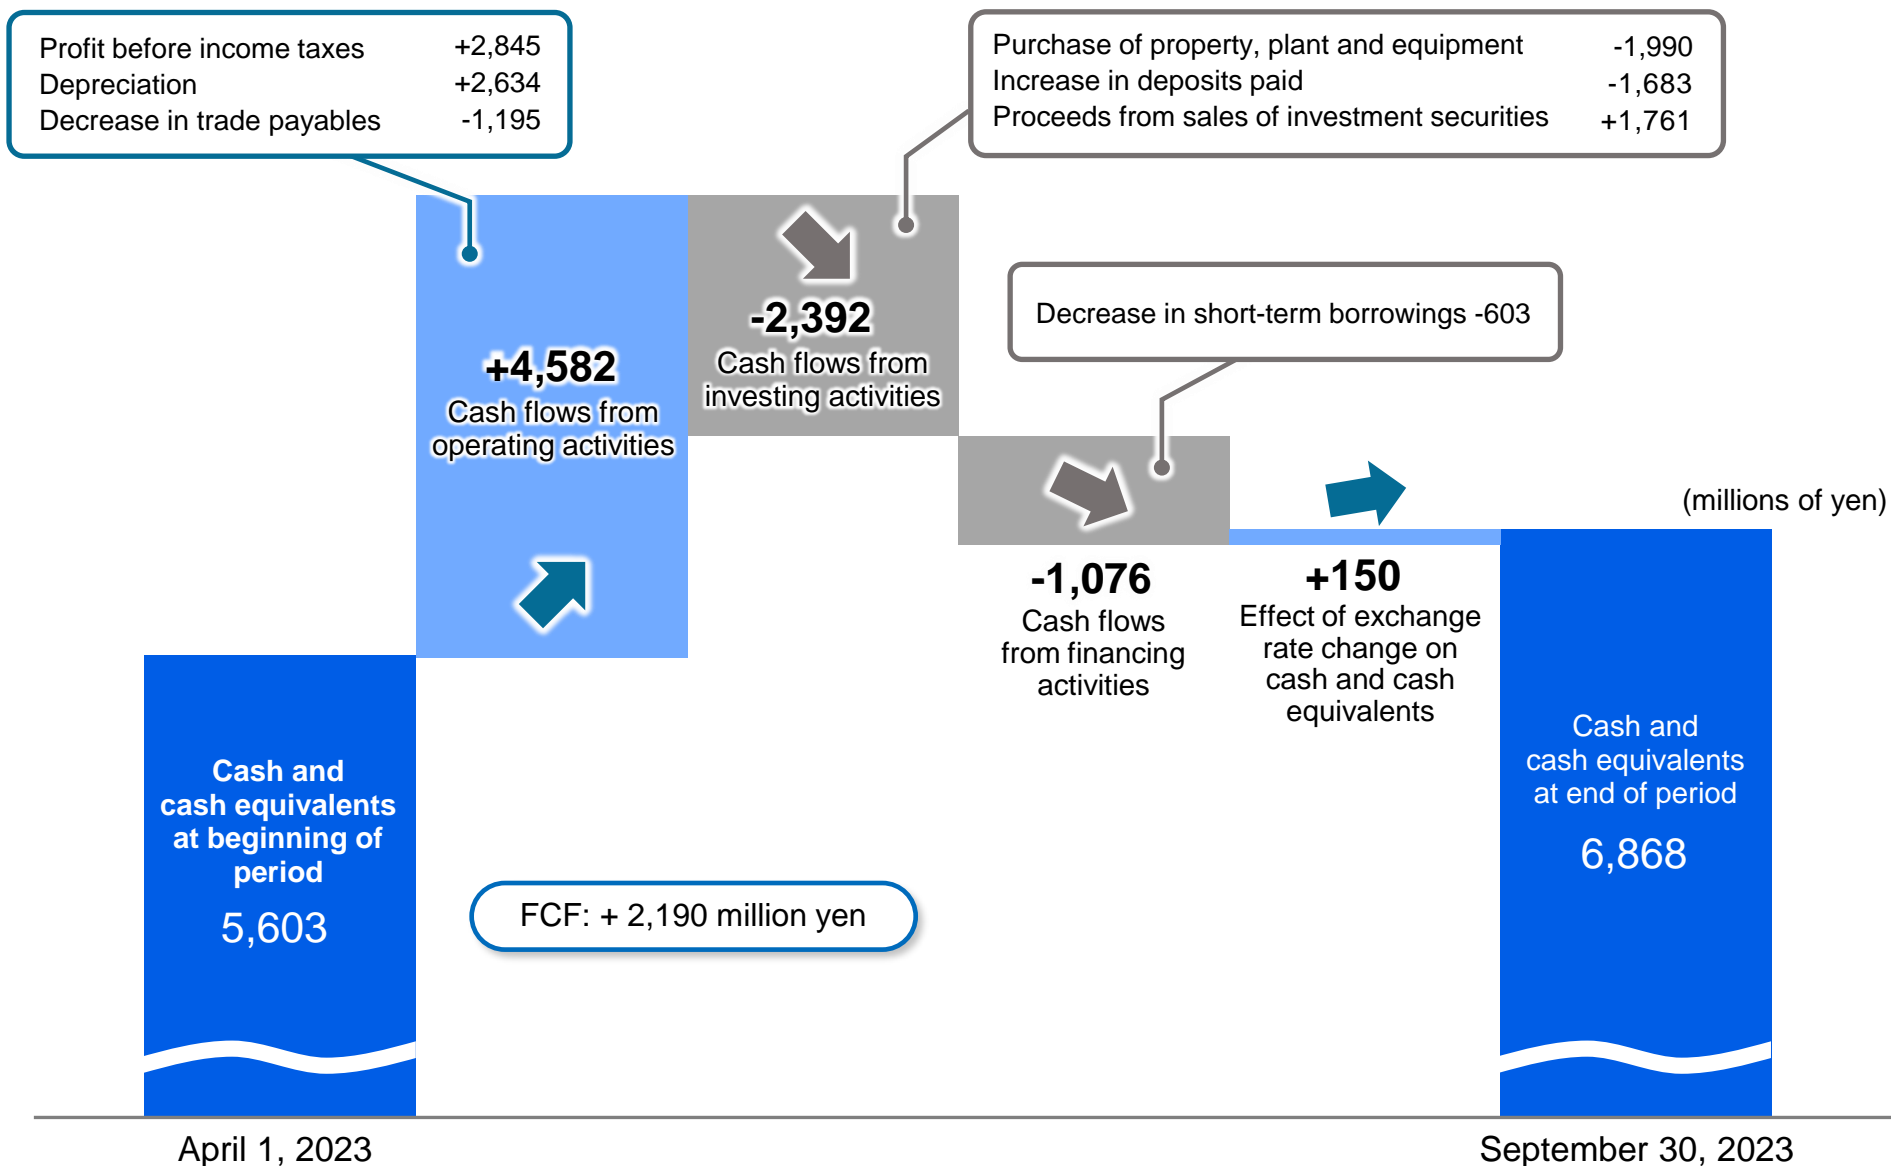 Profit before income taxes +2,845
Depreciation +2,634
Decrease in trade payables -1,195
Purchase of property, plant and equipment -1,990
Increase in deposits paid -1,683
Proceeds from sales of investment securities +1,761
-2,392
Cash flows from
investing activities
Decrease in short-term borrowings -603
+4,582
Cash flows from
operating activities
(millions of yen)
-1,076
Cash flows
from financing
activities
+150
Effect of exchange
rate change on
cash and cash
equivalents
Cash and
cash equivalents
at beginning of
period
5,603
Cash and
cash equivalents
at end of period
6,868
FCF: + 2,190 million yen
April 1, 2023
September 30, 2023